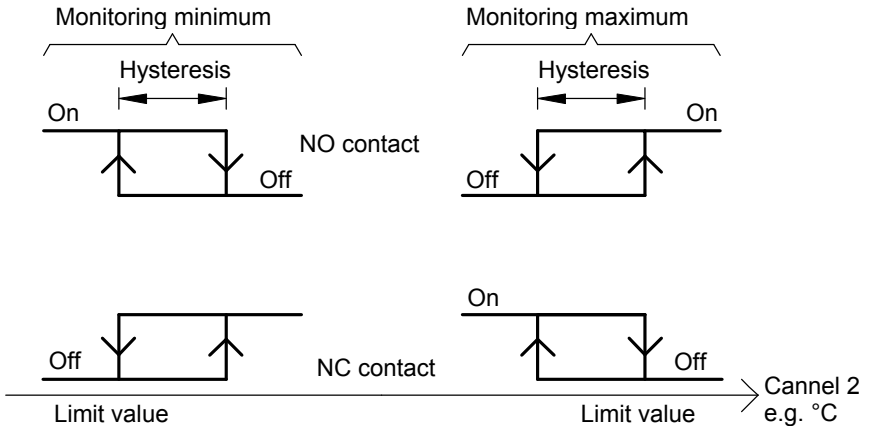 Monitoring minimum
Monitoring maximum
Hysteresis
Hysteresis
On
NO contact
On
Off
Off
On
Off
NC contact
Off
Limit value
Limit value
Cannel 2
e.g. °C